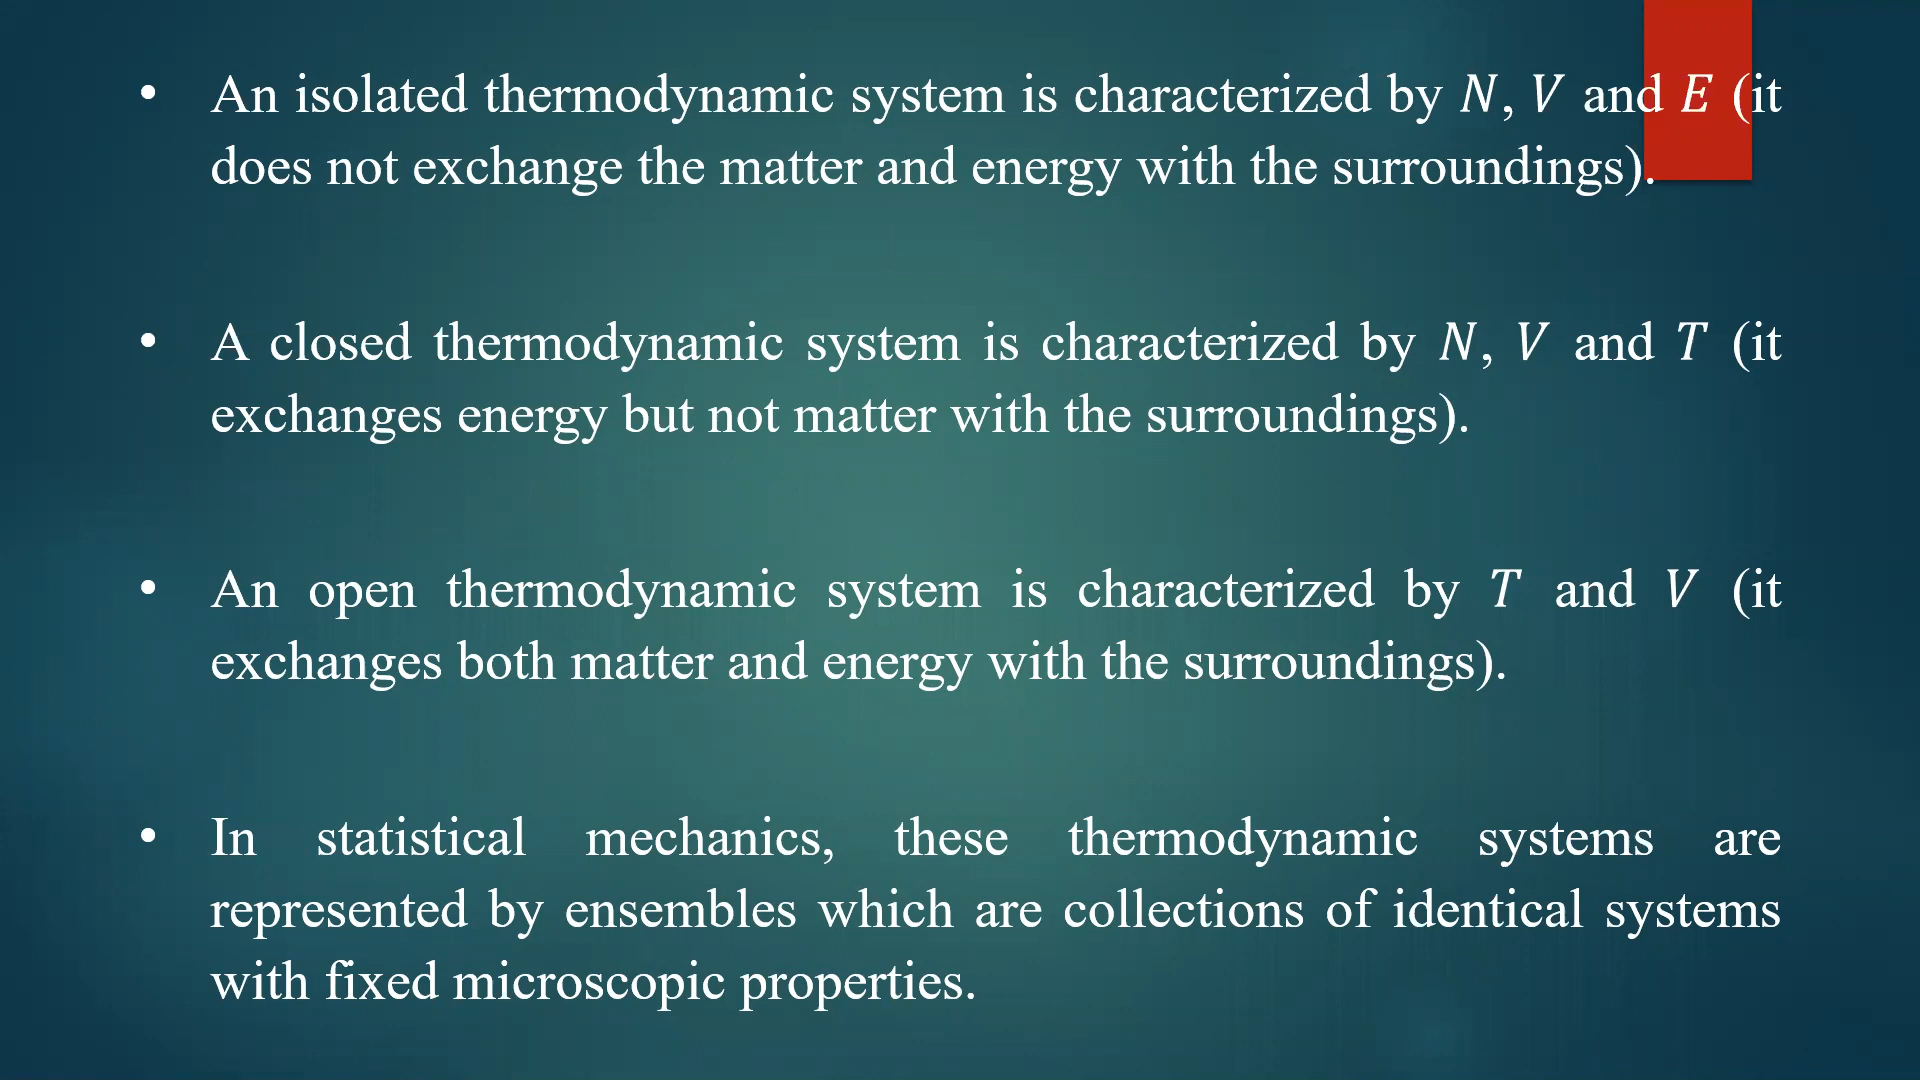 • An isolated thermodynamic system is characterized by N, V and E (it
does not exchange the matter and energy with the surroundings).
• A closed thermodynamic system is characterized by N, V and T (it
exchanges energy but not matter with the surroundings).
• An open thermodynamic system is characterized by T and V (it
exchanges both matter and energy with the surroundings).
• In statistical mechanics, these thermodynamic systems are
represented by ensembles which are collections of identical systems
with fixed microscopic properties.